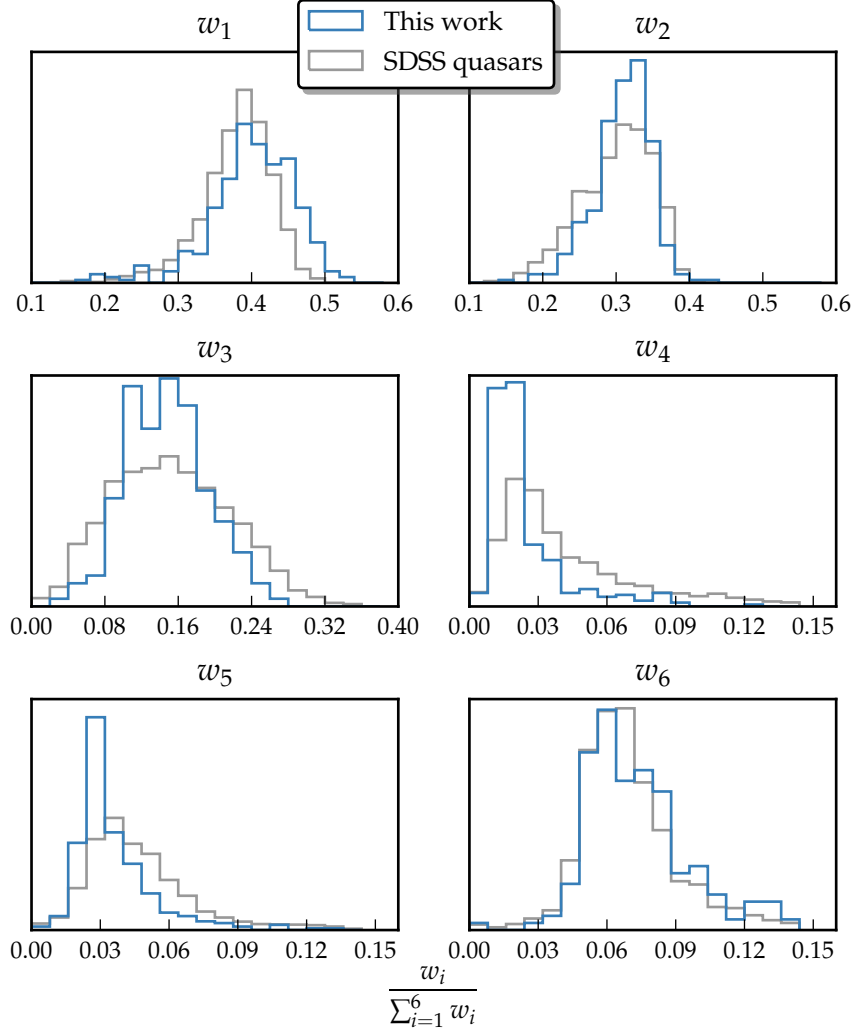 This work
SDSS quasars
w₁ w₂
0.1 0.2 0.3 0.4 0.5 0.6 0.1 0.2 0.3 0.4 0.5 0.6
w₃ w₄
0.00 0.08 0.16 0.24 0.32 0.40 0.00 0.03 0.06 0.09 0.12 0.15
w₅ w₆
0.00 0.03 0.06 0.09 0.12 0.15 0.00 0.03 0.06 0.09 0.12 0.15
wᵢ
∑⁶ᵢ₌₁ wᵢ